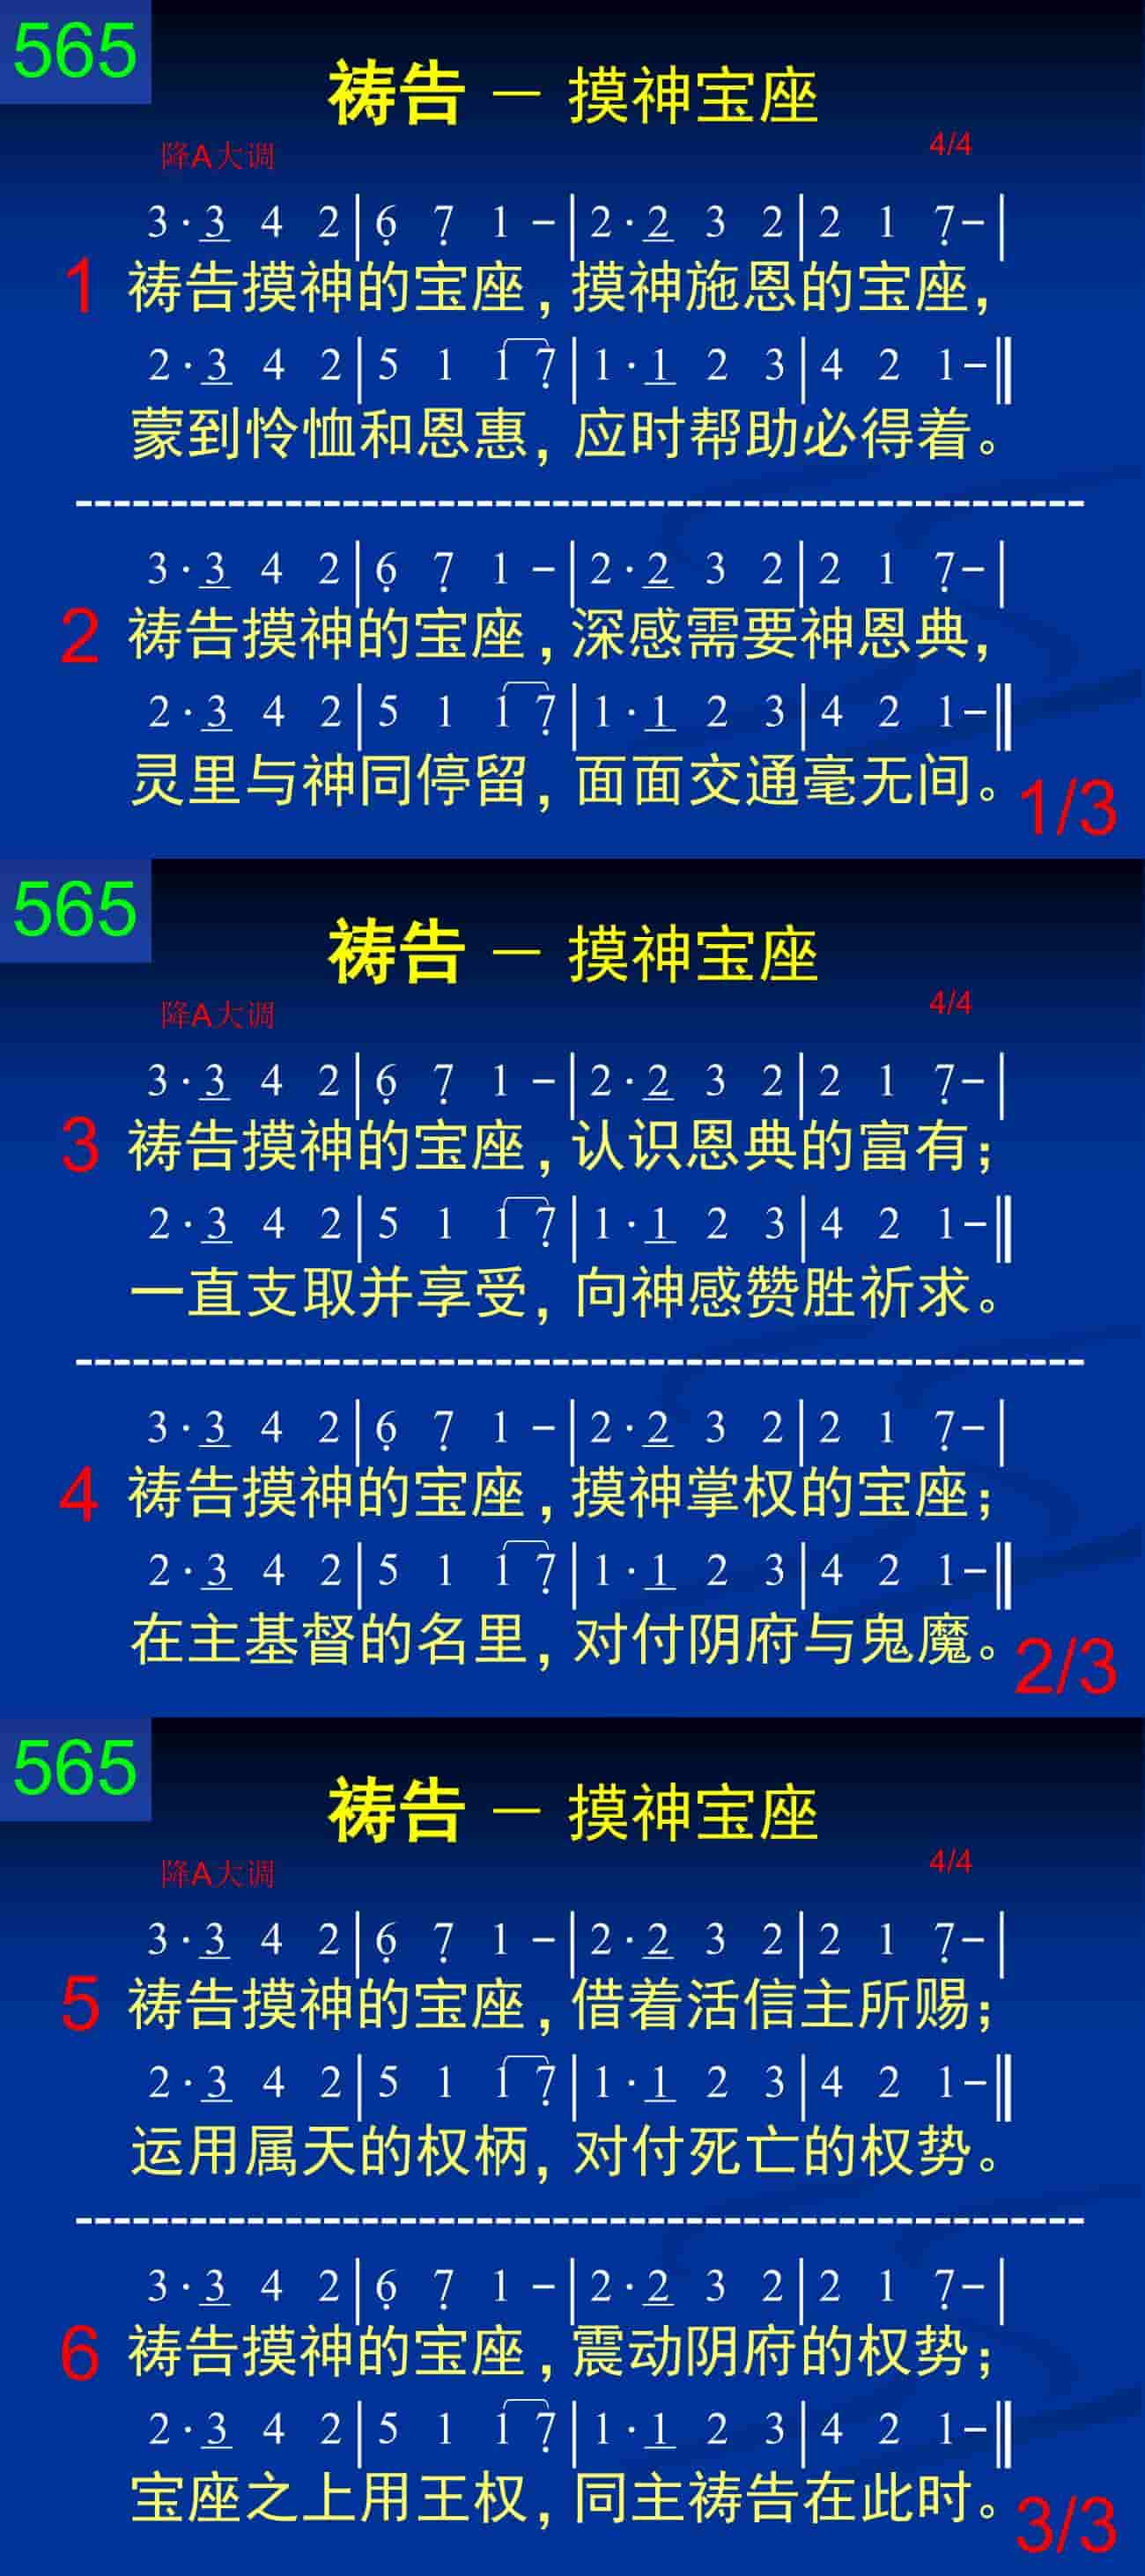 565
祷告 — 摸神宝座
降A大调 4/4
3·3 4 2|6̣ 7̣ 1 –|2·2 3 2|2 1 7̣–|
1 祷告摸神的宝座,摸神施恩的宝座,
2·3 4 2|5 1 1 7̣|1·1 2 3|4 2 1–‖
蒙到怜恤和恩惠,应时帮助必得着。
-----------------------------------------------------
3·3 4 2|6̣ 7̣ 1 –|2·2 3 2|2 1 7̣–|
2 祷告摸神的宝座,深感需要神恩典,
2·3 4 2|5 1 1 7̣|1·1 2 3|4 2 1–‖
灵里与神同停留,面面交通毫无间。
1/3
565
祷告 — 摸神宝座
降A大调 4/4
3·3 4 2|6̣ 7̣ 1 –|2·2 3 2|2 1 7̣–|
3 祷告摸神的宝座,认识恩典的富有;
2·3 4 2|5 1 1 7̣|1·1 2 3|4 2 1–‖
一直支取并享受,向神感赞胜祈求。
-----------------------------------------------------
3·3 4 2|6̣ 7̣ 1 –|2·2 3 2|2 1 7̣–|
4 祷告摸神的宝座,摸神掌权的宝座;
2·3 4 2|5 1 1 7̣|1·1 2 3|4 2 1–‖
在主基督的名里,对付阴府与鬼魔。
2/3
565
祷告 — 摸神宝座
降A大调 4/4
3·3 4 2|6̣ 7̣ 1 –|2·2 3 2|2 1 7̣–|
5 祷告摸神的宝座,借着活信主所赐;
2·3 4 2|5 1 1 7̣|1·1 2 3|4 2 1–‖
运用属天的权柄,对付死亡的权势。
-----------------------------------------------------
3·3 4 2|6̣ 7̣ 1 –|2·2 3 2|2 1 7̣–|
6 祷告摸神的宝座,震动阴府的权势;
2·3 4 2|5 1 1 7̣|1·1 2 3|4 2 1–‖
宝座之上用王权,同主祷告在此时。
3/3